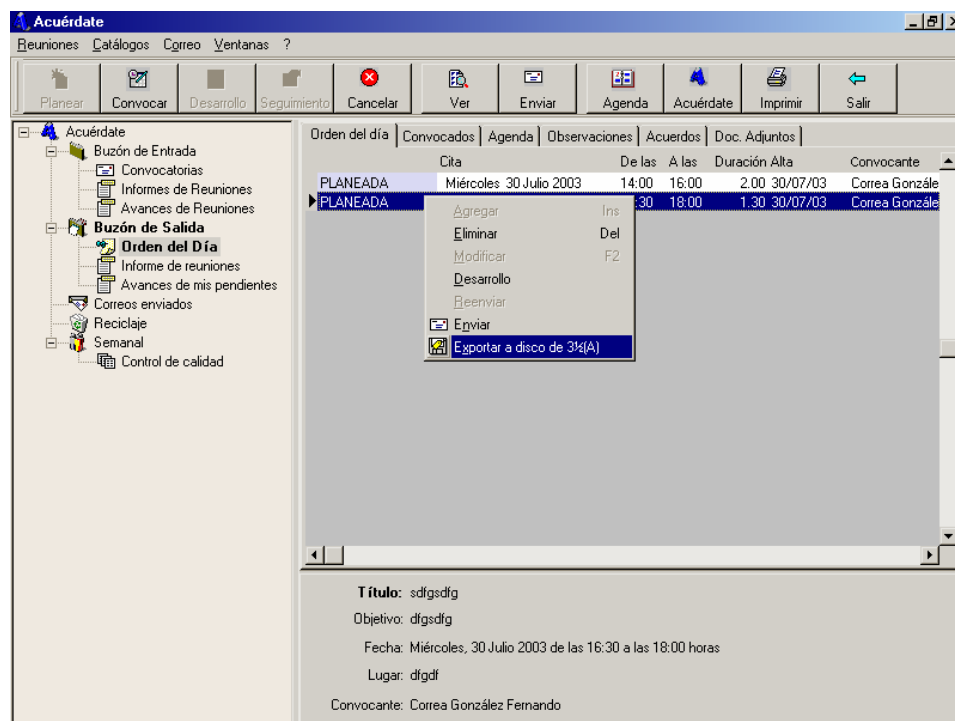 Acuérdate
Reuniones Catálogos Correo Ventanas ?
Planear Convocar Desarrollo Seguimiento Cancelar Ver Enviar Agenda Acuérdate Imprimir Salir
Acuérdate
Buzón de Entrada
Convocatorias
Informes de Reuniones
Avances de Reuniones
Buzón de Salida
Orden del Día
Informe de reuniones
Avances de mis pendientes
Correos enviados
Reciclaje
Semanal
Control de calidad
Orden del día Convocados Agenda Observaciones Acuerdos Doc. Adjuntos
Cita De las A las Duración Alta Convocante
PLANEADA Miércoles 30 Julio 2003 14:00 16:00 2.00 30/07/03 Correa Gonzále
PLANEADA :30 18:00 1.30 30/07/03 Correa Gonzále
Agregar Ins
Eliminar Del
Modificar F2
Desarrollo
Reenviar
Enviar
Exportar a disco de 3½(A)
Título: sdfgsdfg
Objetivo: dfgsdfg
Fecha: Miércoles, 30 Julio 2003 de las 16:30 a las 18:00 horas
Lugar: dfgdf
Convocante: Correa González Fernando